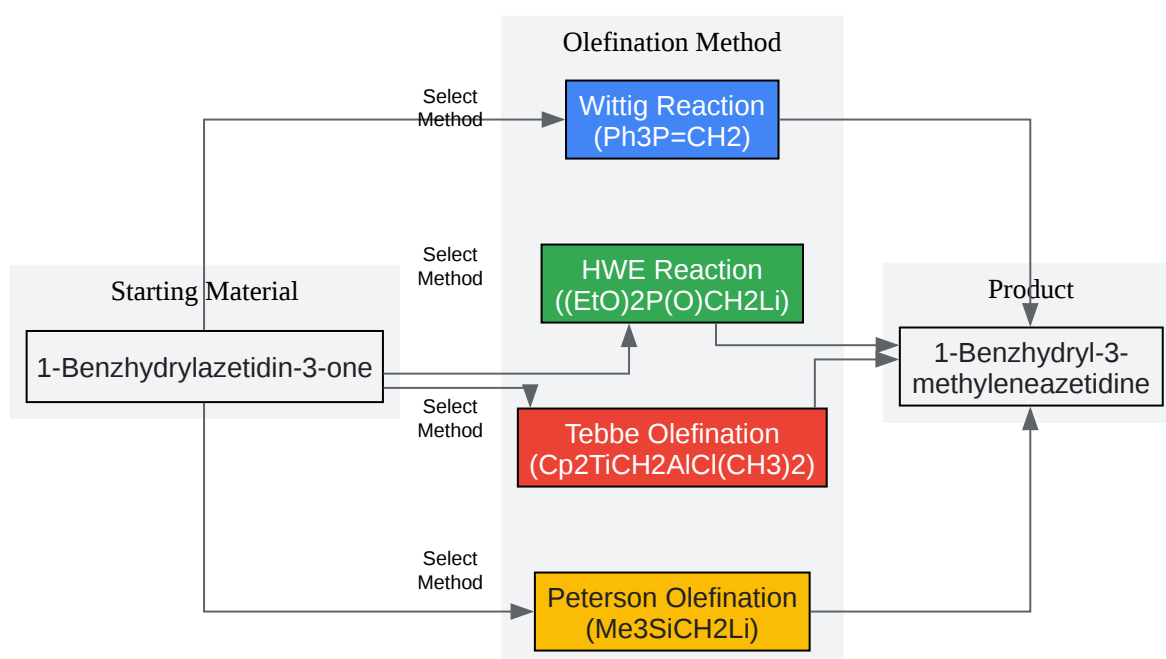 Olefination Method
Select
Method
Wittig Reaction
(Ph3P=CH2)
Select
Method
HWE Reaction
((EtO)2P(O)CH2Li)
Starting Material
1-Benzhydrylazetidin-3-one
Product
1-Benzhydryl-3-
methyleneazetidine
Select
Method
Tebbe Olefination
(Cp2TiCH2AlCl(CH3)2)
Select
Method
Peterson Olefination
(Me3SiCH2Li)